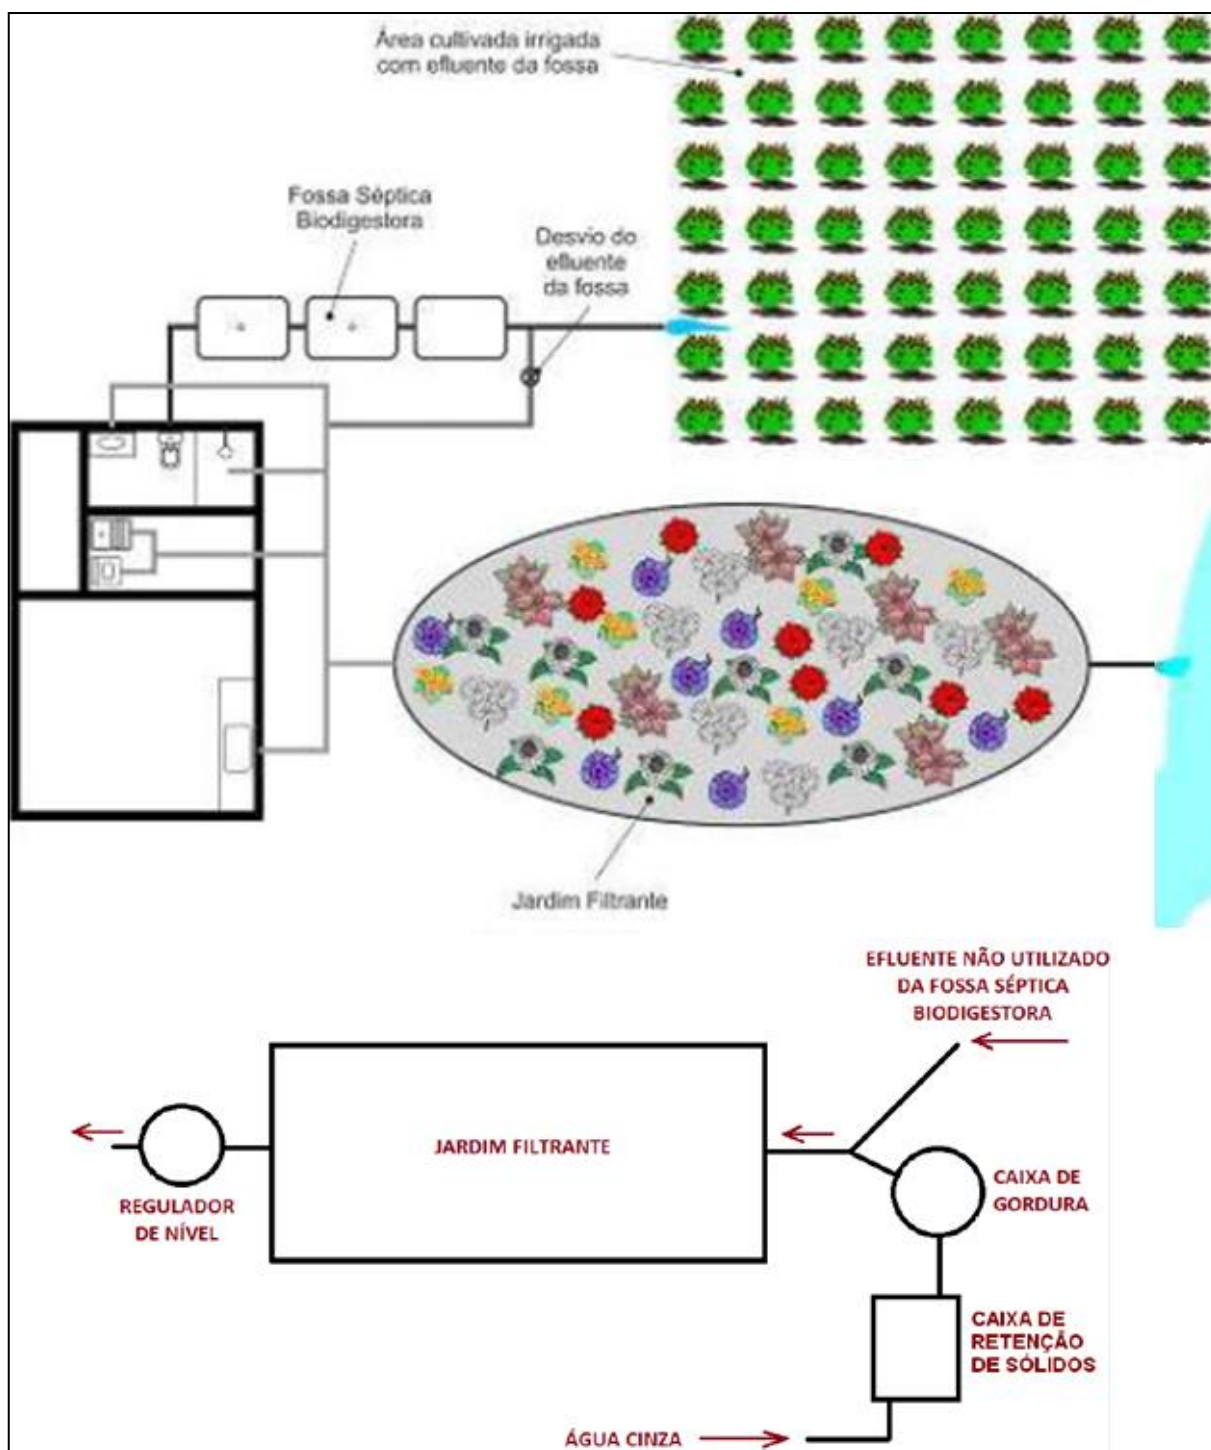 Área cultivada irrigada
com efluente da fossa
Fossa Séptica
Biodigestora
Desvio do
efluente
da fossa
Jardim Filtrante
EFLUENTE NÃO UTILIZADO
DA FOSSA SÉPTICA
BIODIGESTORA
JARDIM FILTRANTE
CAIXA DE
GORDURA
REGULADOR
DE NÍVEL
CAIXA DE
RETENÇÃO
DE SÓLIDOS
ÁGUA CINZA